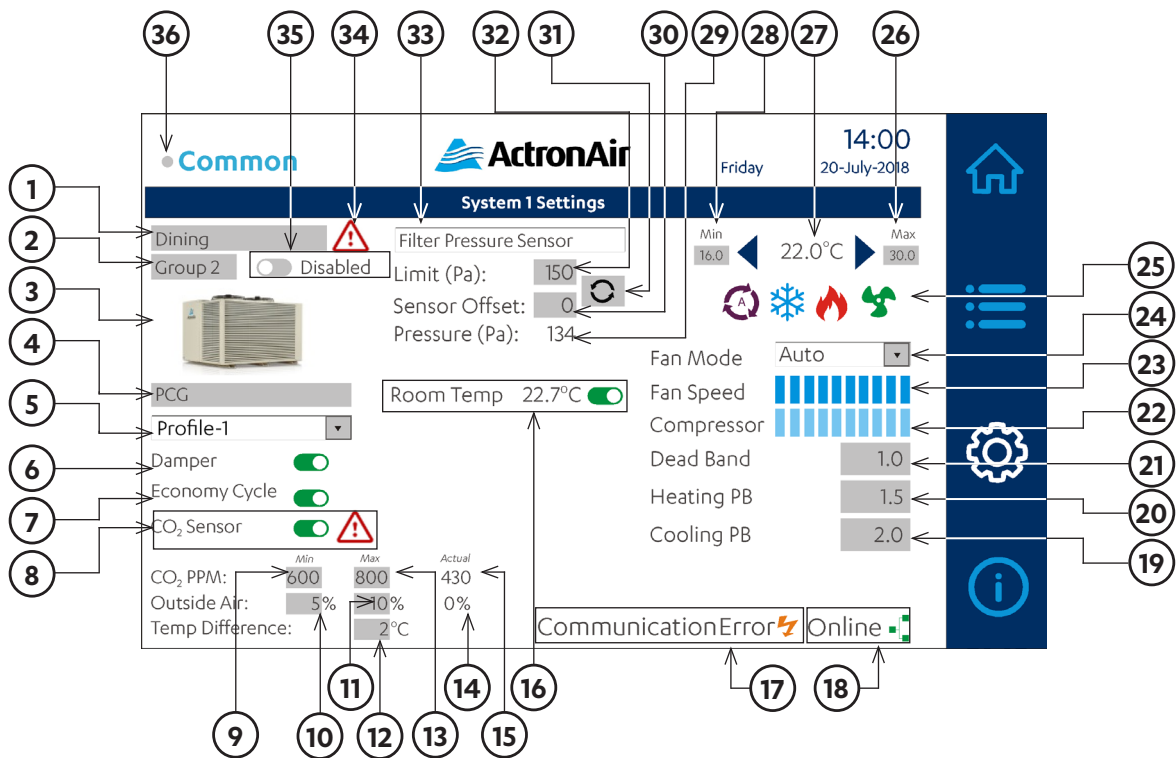 36 35 34 33 32 31 30 29 28 27 26
Common
ActronAir
14:00
Friday 20-July-2018
System 1 Settings
1
2
3
4
5
6
7
8
Dining
Group 2
Disabled
Filter Pressure Sensor
Limit (Pa): 150
Sensor Offset: 0
Pressure (Pa): 134
Min Max
16.0 22.0°C 30.0
A
PCG
Profile-1
Damper
Economy Cycle
CO₂ Sensor
Room Temp 22.7°C
Fan Mode Auto
Fan Speed
Compressor
Dead Band 1.0
Heating PB 1.5
Cooling PB 2.0
Min Max Actual
CO₂ PPM: 600 800 430
Outside Air: 5% 10% 0%
Temp Difference: 2°C
Communication Error Online
i
25
24
23
22
21
20
19
11 14 16 17 18
9 10 12 13 15